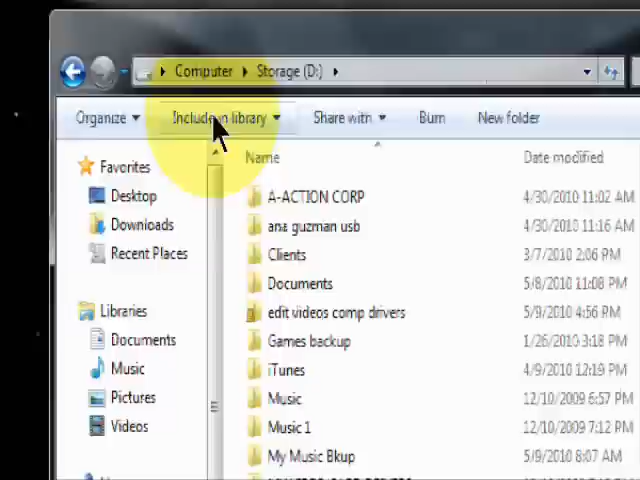 Computer Storage (D:)
Organize Include in library Share with Burn New folder
Name Date modified
Favorites
Desktop
Downloads
Recent Places
Libraries
Documents
Music
Pictures
Videos
A-ACTION CORP 4/30/2010 11:02 AM
ana guzman usb 4/30/2010 11:16 AM
Clients 3/7/2010 2:06 PM
Documents 5/8/2010 11:08 PM
edit videos comp drivers 5/9/2010 4:56 PM
Games backup 1/26/2010 3:18 PM
iTunes 4/9/2010 12:19 PM
Music 12/10/2009 6:57 PM
Music 1 12/10/2009 7:12 PM
My Music Bkup 5/9/2010 8:07 AM